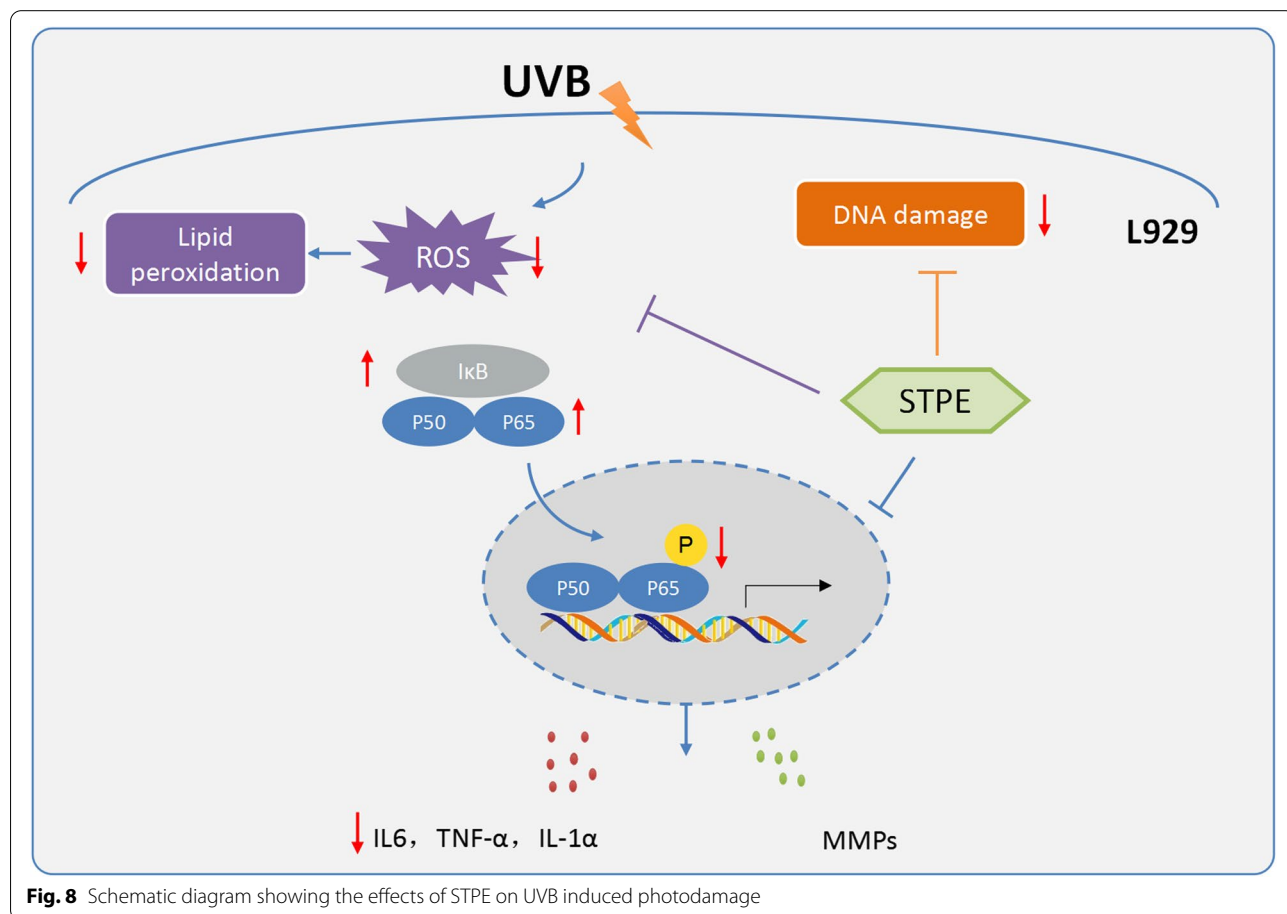 UVB
Lipid
peroxidation
ROS
DNA damage
L929
IκB
P50
P65
STPE
P
P50
P65
IL6，TNF-α，IL-1α
MMPs
Fig. 8 Schematic diagram showing the effects of STPE on UVB induced photodamage